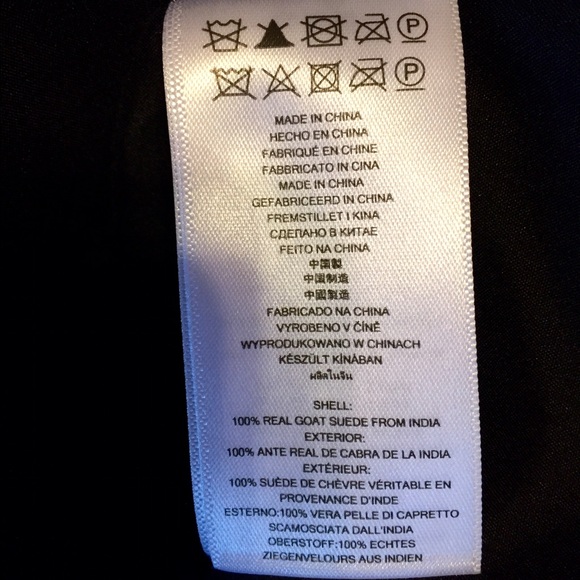 P
P
MADE IN CHINA
HECHO EN CHINA
FABRIQUÉ EN CHINE
FABBRICATO IN CINA
MADE IN CHINA
GEFABRICEERD IN CHINA
FREMSTILLET I KINA
СДЕЛАНО В КИТАЕ
FEITO NA CHINA
中国製
中国制造
中國製造
FABRICADO NA CHINA
VYROBENO V ČÍNĚ
WYPRODUKOWANO W CHINACH
KÉSZÜLT KÍNÁBAN
ผลิตในจีน
SHELL:
100% REAL GOAT SUEDE FROM INDIA
EXTERIOR:
100% ANTE REAL DE CABRA DE LA INDIA
EXTÉRIEUR:
100% SUÈDE DE CHÈVRE VÉRITABLE EN
PROVENANCE D'INDE
ESTERNO:100% VERA PELLE DI CAPRETTO
SCAMOSCIATA DALL'INDIA
OBERSTOFF:100% ECHTES
ZIEGENVELOURS AUS INDIEN